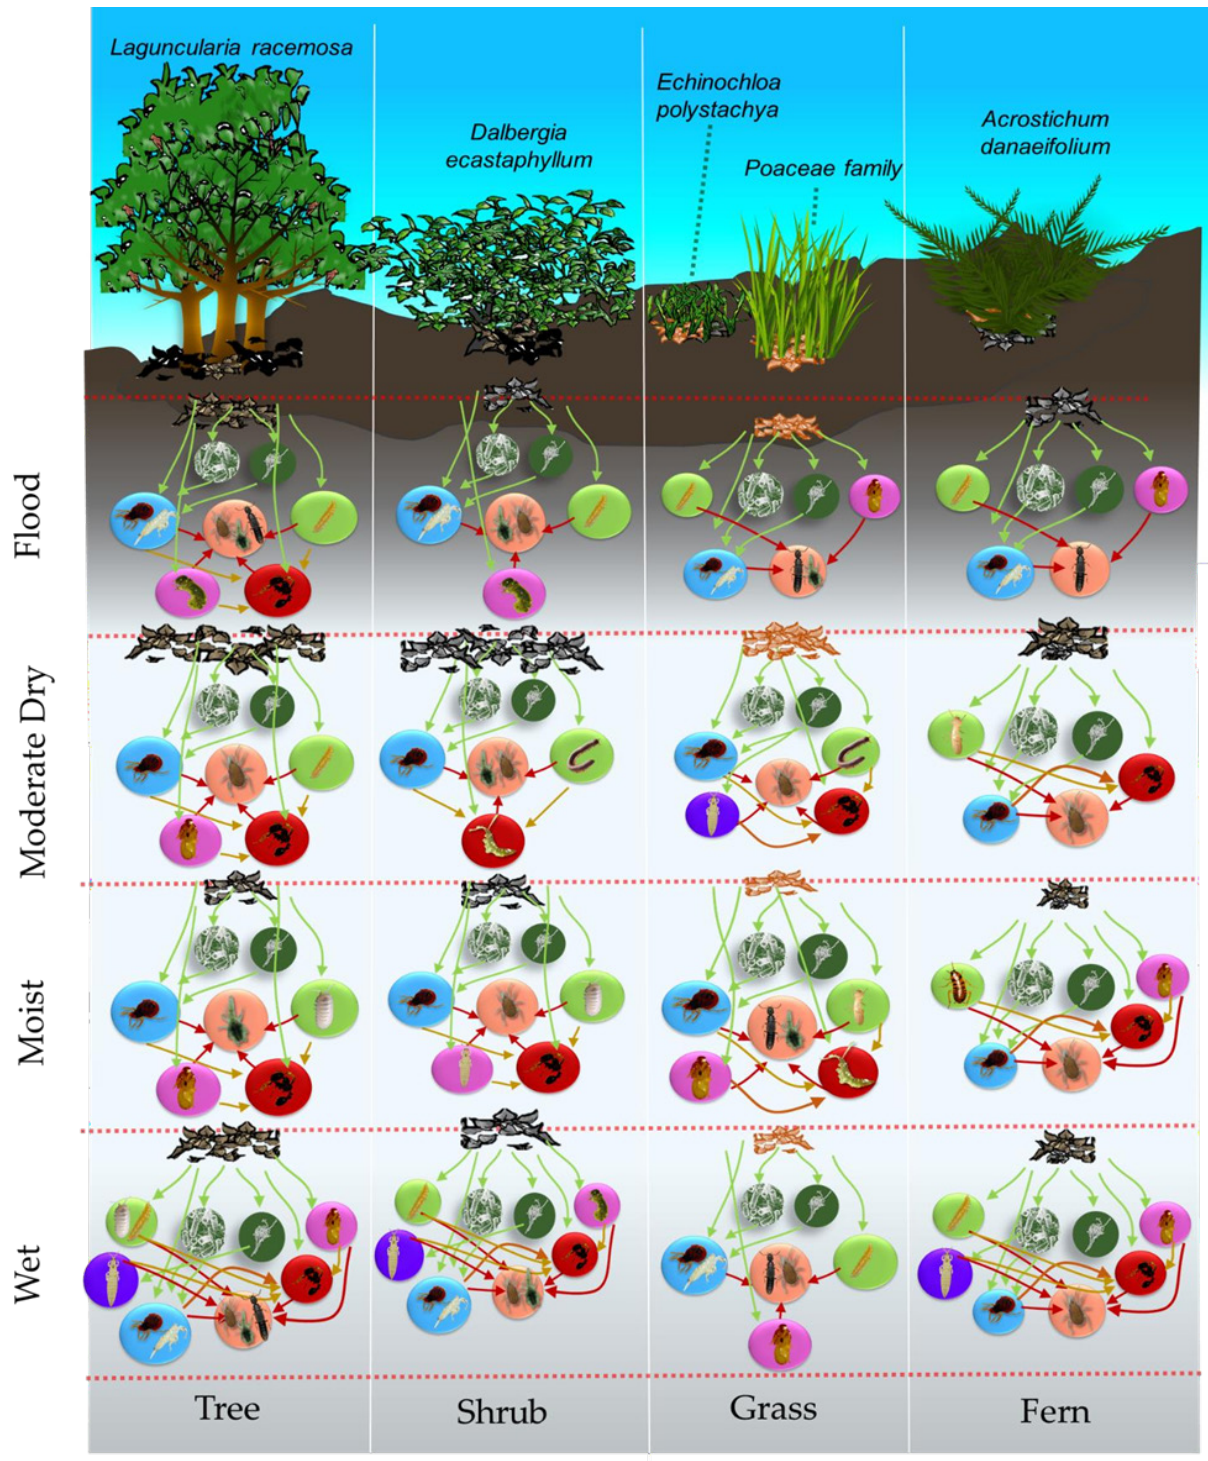 Laguncularia racemosa
Dalbergia
ecastaphyllum
Echinochloa
polystachya
Poaceae family
Acrostichum
danaeifolium
Flood
Moderate Dry
Moist
Wet
Tree
Shrub
Grass
Fern